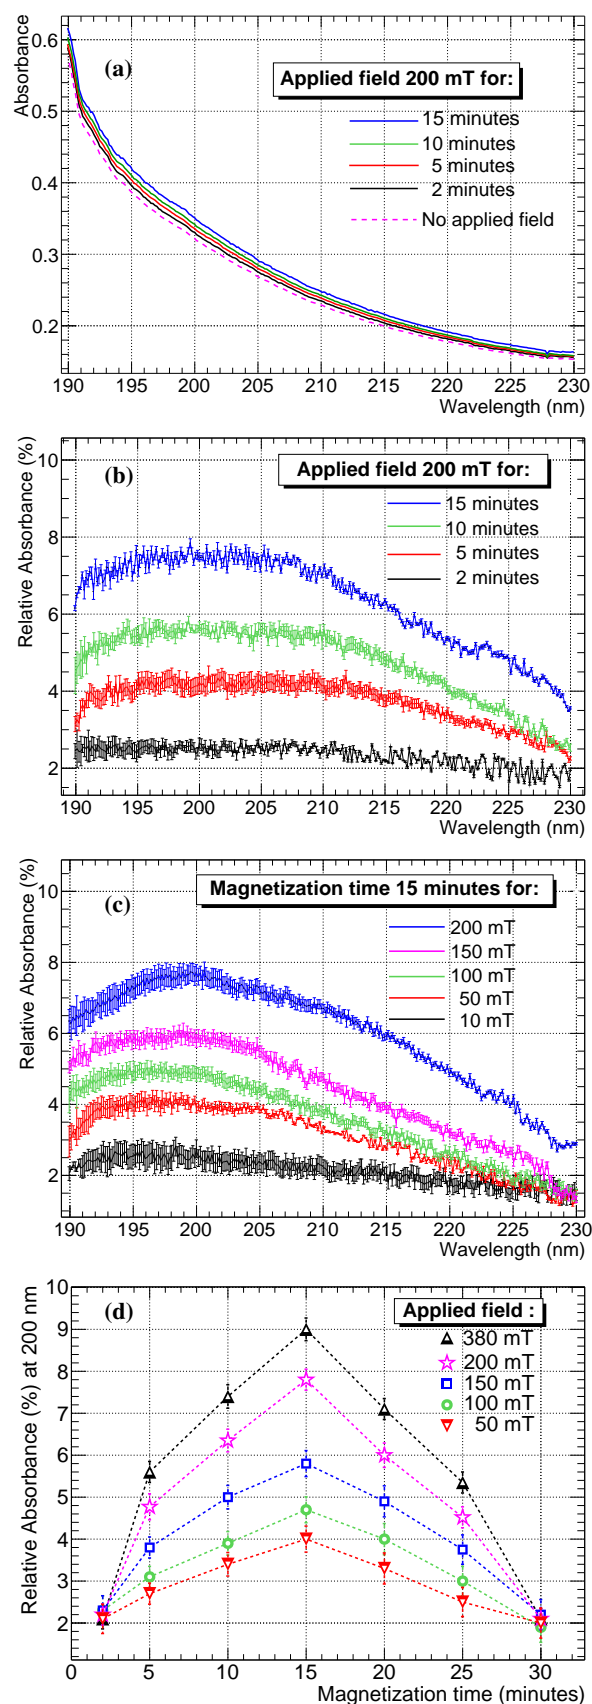 Absorbance
(a)
Applied field 200 mT for:
15 minutes
10 minutes
5 minutes
2 minutes
No applied field
0.6
0.5
0.4
0.3
0.2
190 195 200 205 210 215 220 225 230
Wavelength (nm)
Relative Absorbance (%)
(b)
Applied field 200 mT for:
15 minutes
10 minutes
5 minutes
2 minutes
10
8
6
4
2
190 195 200 205 210 215 220 225 230
Wavelength (nm)
Relative Absorbance (%)
(c)
Magnetization time 15 minutes for:
200 mT
150 mT
100 mT
50 mT
10 mT
10
8
6
4
2
190 195 200 205 210 215 220 225 230
Wavelength (nm)
Relative Absorbance (%) at 200 nm
(d)
Applied field :
380 mT
200 mT
150 mT
100 mT
50 mT
10
9
8
7
6
5
4
3
2
0 5 10 15 20 25 30
Magnetization time (minutes)